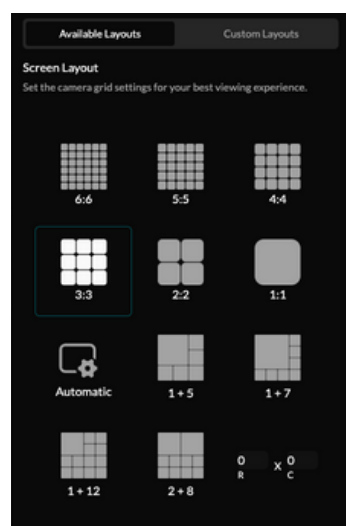 Available Layouts Custom Layouts
Screen Layout
Set the camera grid settings for your best viewing experience.
6:6 5:5 4:4
3:3 2:2 1:1
Automatic 1 + 5 1 + 7
0 X 0
R C
1 + 12 2 + 8